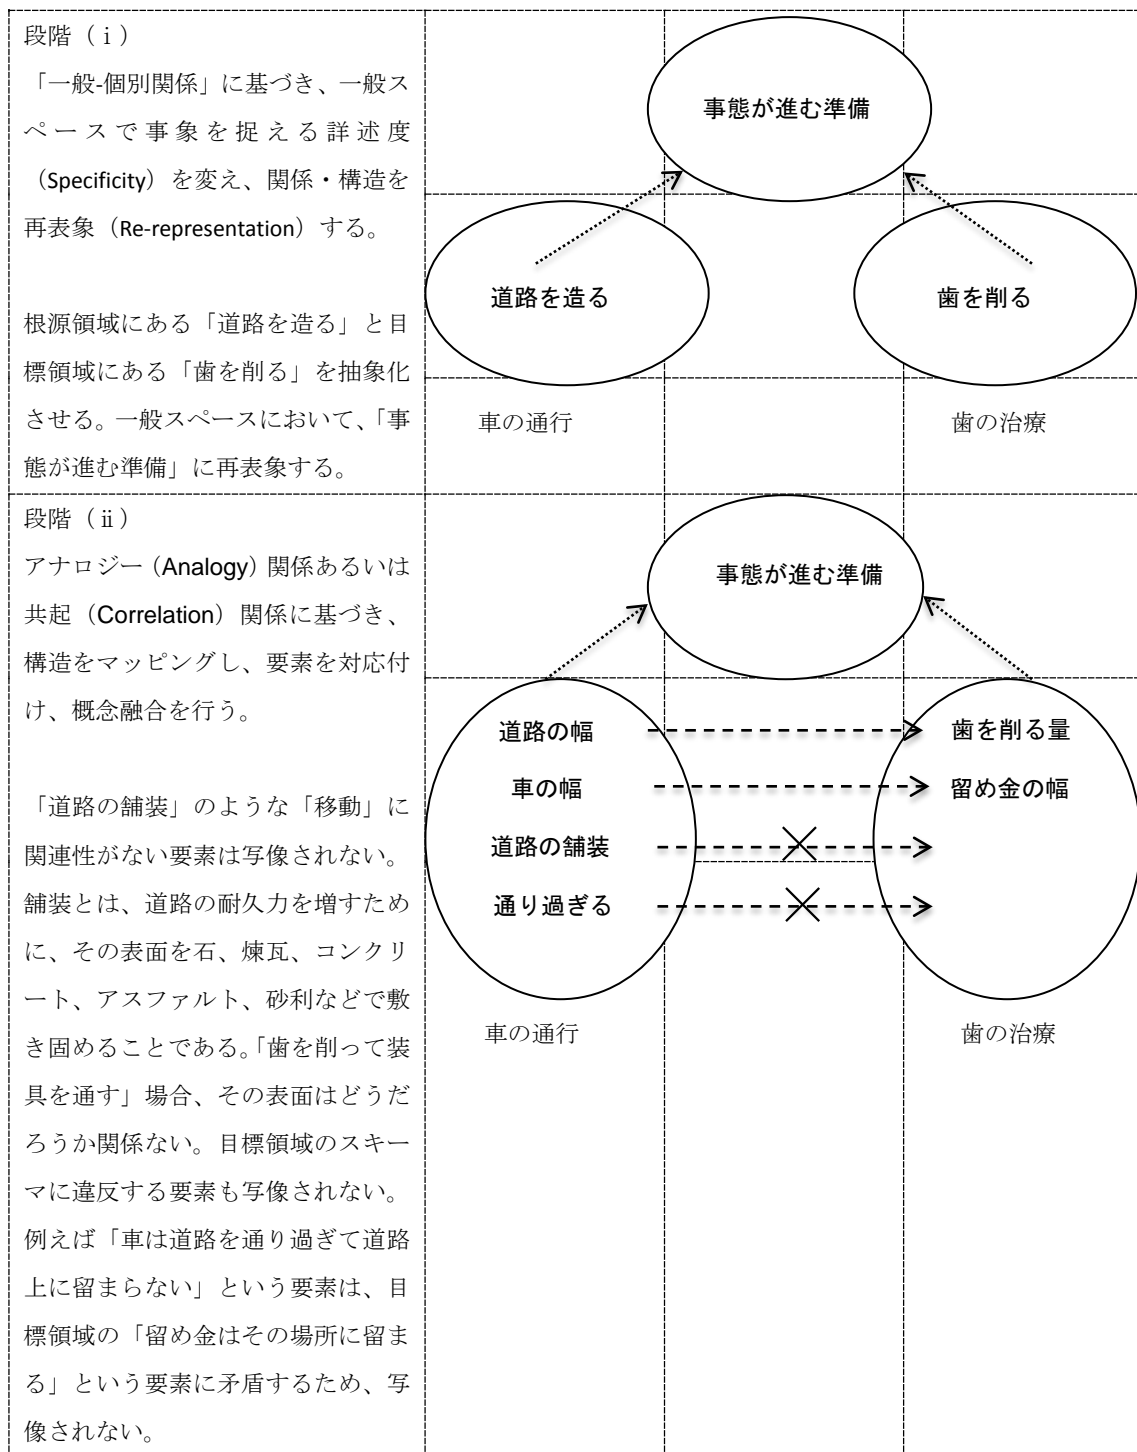 段階（ⅰ）
「一般-個別関係」に基づき、一般ス
ペースで事象を捉える詳述度
（Specificity）を変え、関係・構造を
再表象（Re-representation）する。
根源領域にある「道路を造る」と目
標領域にある「歯を削る」を抽象化
させる。一般スペースにおいて、「事
態が進む準備」に再表象する。
事態が進む準備
道路を造る
歯を削る
車の通行
歯の治療
段階（ⅱ）
アナロジー（Analogy）関係あるいは
共起（Correlation）関係に基づき、
構造をマッピングし、要素を対応付
け、概念融合を行う。
「道路の舗装」のような「移動」に
関連性がない要素は写像されない。
舗装とは、道路の耐久力を増すため
に、その表面を石、煉瓦、コンクリ
ート、アスファルト、砂利などで敷
き固めることである。「歯を削って装
具を通す」場合、その表面はどうだ
ろうか関係ない。目標領域のスキー
マに違反する要素も写像されない。
例えば「車は道路を通り過ぎて道路
上に留まらない」という要素は、目
標領域の「留め金はその場所に留ま
る」という要素に矛盾するため、写
像されない。
事態が進む準備
道路の幅
歯を削る量
車の幅
留め金の幅
道路の舗装
通り過ぎる
車の通行
歯の治療